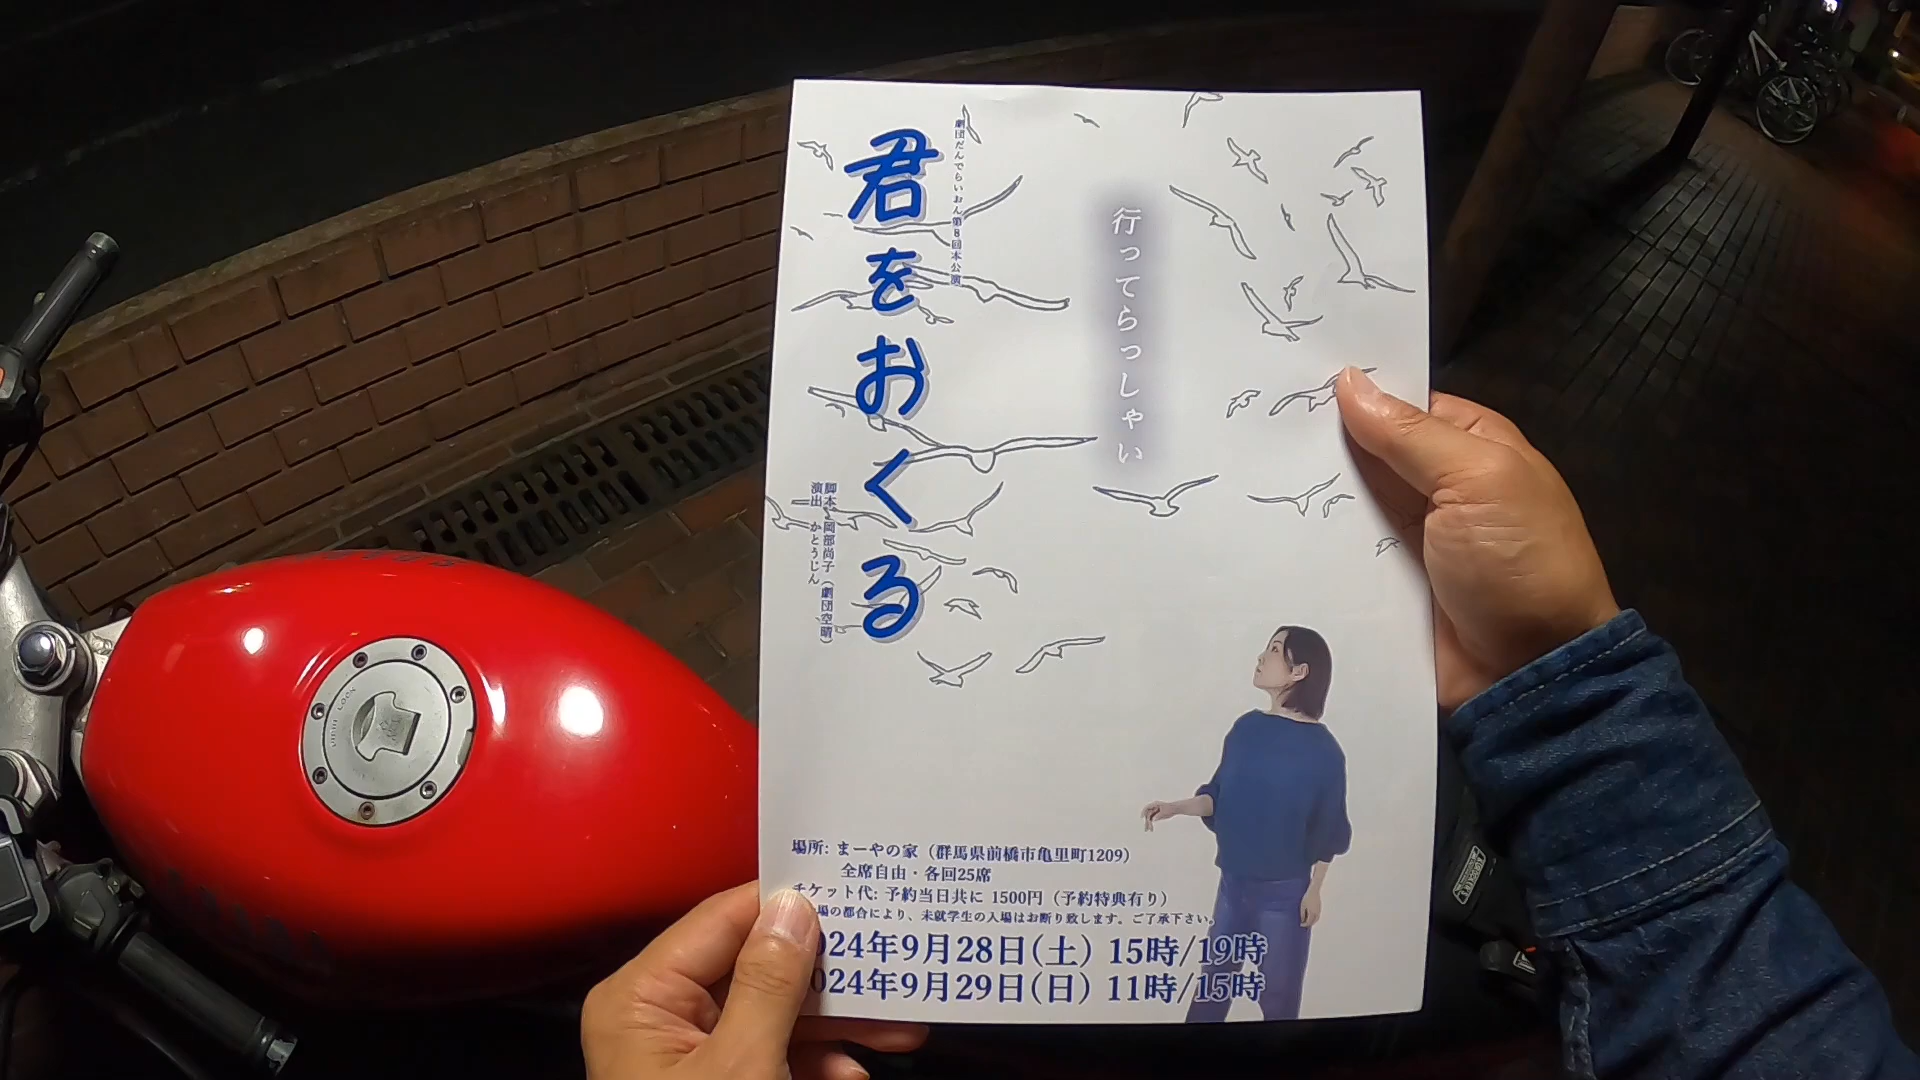 劇団だんでらいおん第8回本公演
君をおくる
行ってらっしゃい
脚本 岡部尚子（劇団空晴）
演出 かとうじん
場所: まーやの家（群馬県前橋市亀里町1209）
全席自由・各回25席
チケット代: 予約当日共に 1500円（予約特典有り）
場の都合により、未就学生の入場はお断り致します。ご了承下さい。
024年9月28日(土) 15時/19時
024年9月29日(日) 11時/15時